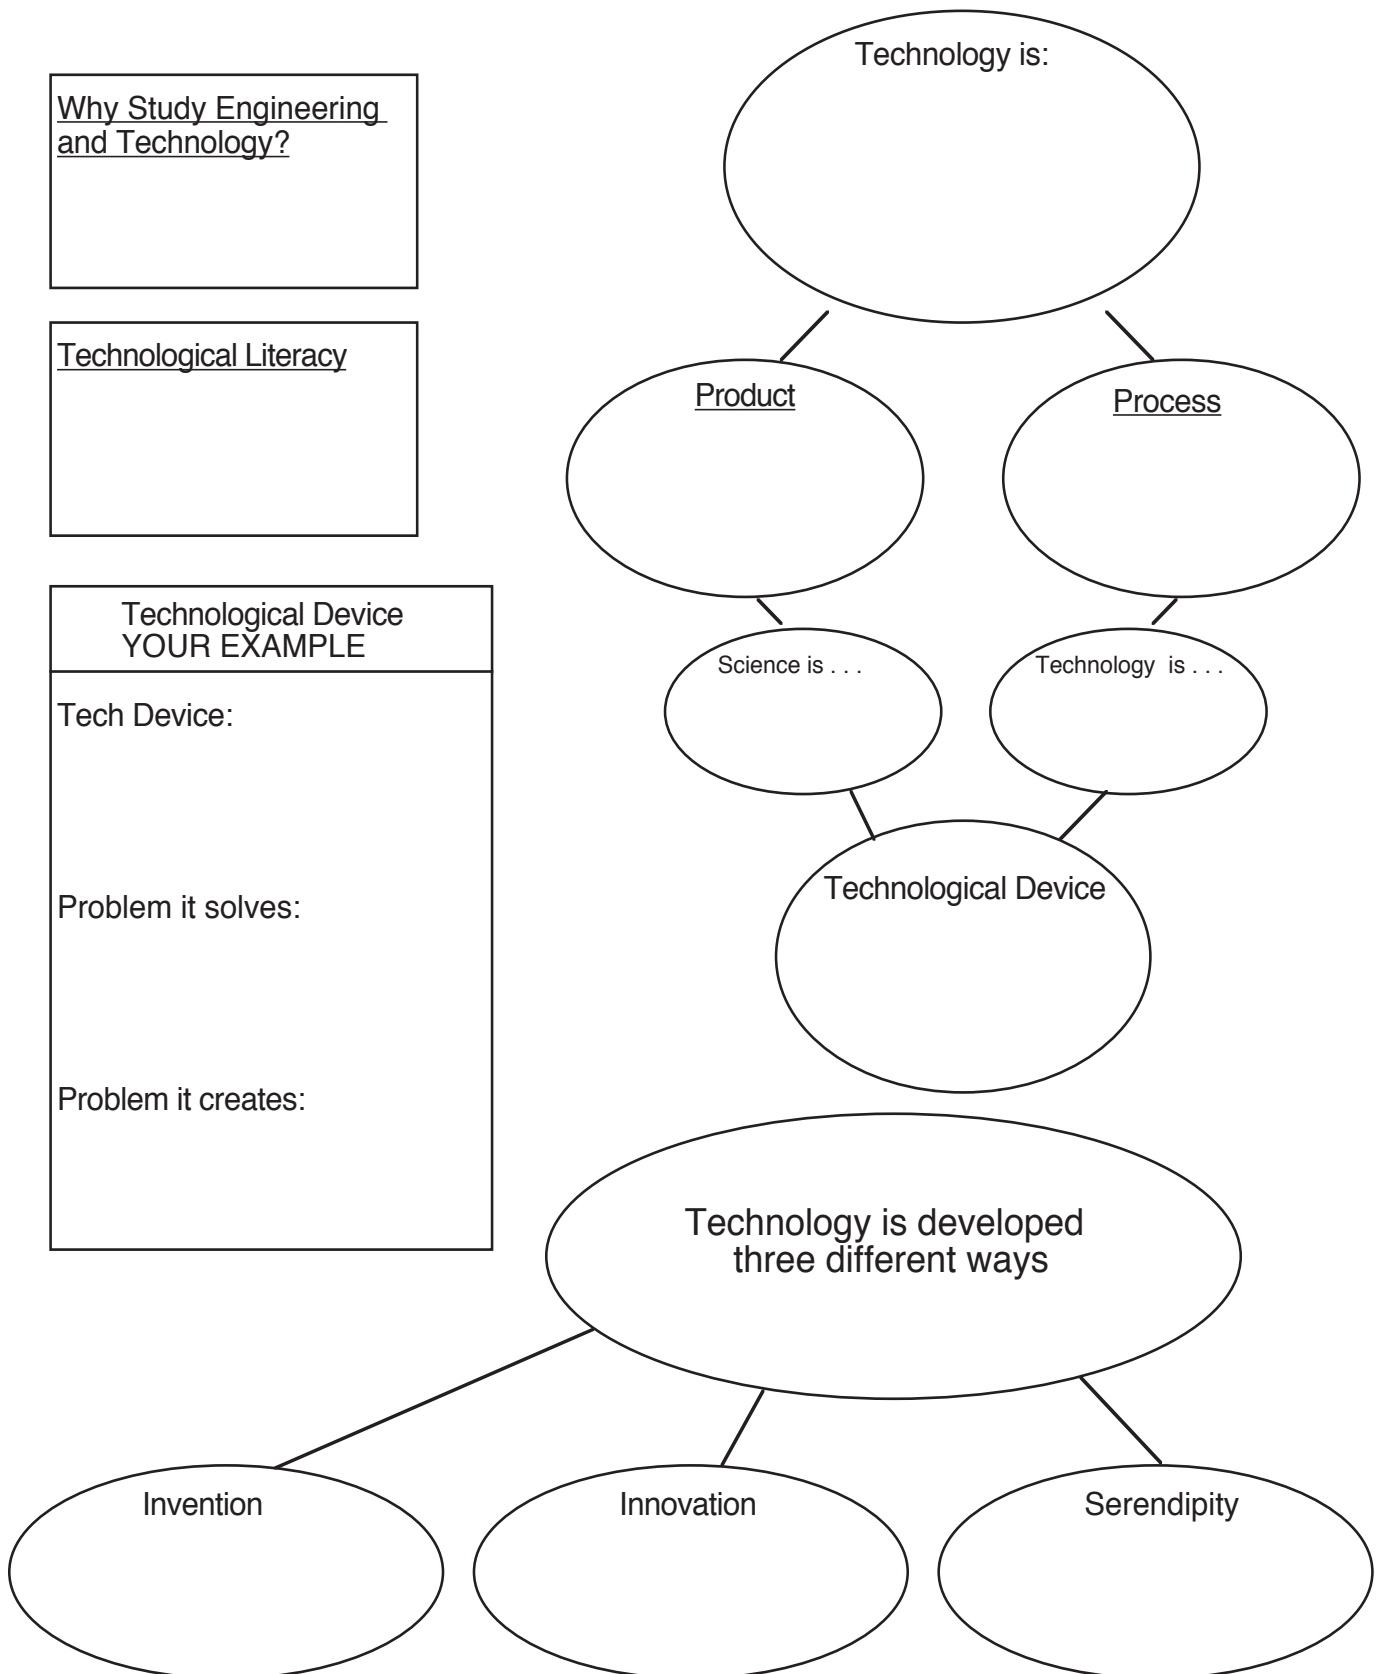 Technology is:
Why Study Engineering
and Technology?
Technological Literacy
Product
Process
Technological Device
YOUR EXAMPLE
Tech Device:
Problem it solves:
Problem it creates:
Science is . . .
Technology is . . .
Technological Device
Technology is developed
three different ways
Invention
Innovation
Serendipity